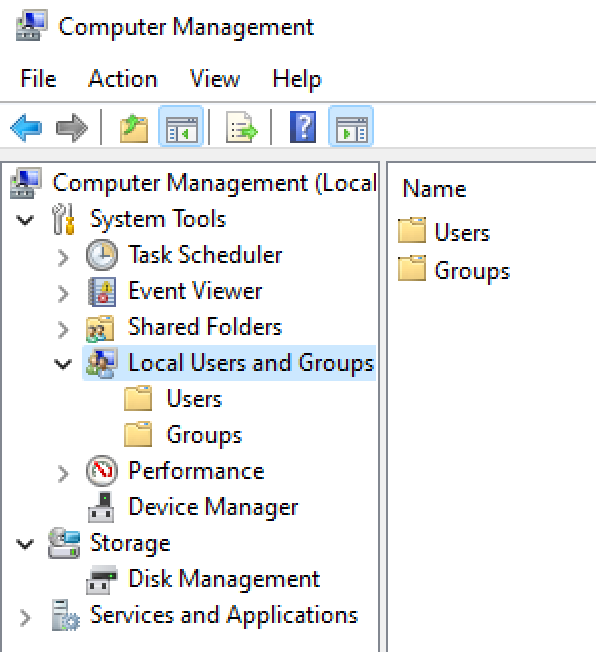 Computer Management
File Action View Help
Computer Management (Local
System Tools
Task Scheduler
Event Viewer
Shared Folders
Local Users and Groups
Users
Groups
Performance
Device Manager
Storage
Disk Management
Services and Applications
Name
Users
Groups